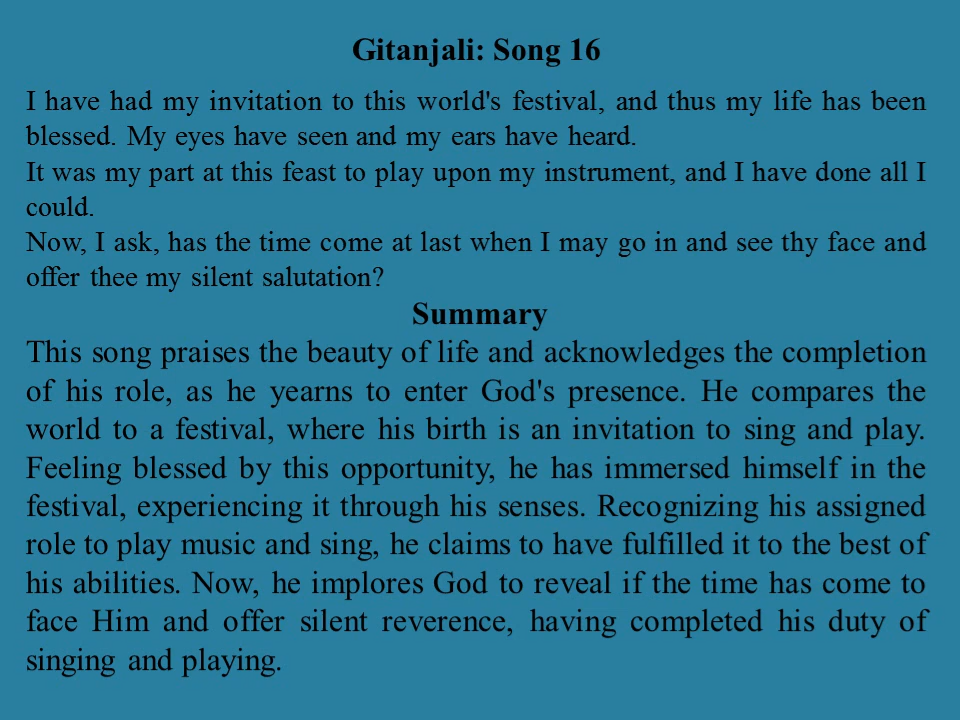 Gitanjali: Song 16
I have had my invitation to this world's festival, and thus my life has been
blessed. My eyes have seen and my ears have heard.
It was my part at this feast to play upon my instrument, and I have done all I
could.
Now, I ask, has the time come at last when I may go in and see thy face and
offer thee my silent salutation?
Summary
This song praises the beauty of life and acknowledges the completion
of his role, as he yearns to enter God's presence. He compares the
world to a festival, where his birth is an invitation to sing and play.
Feeling blessed by this opportunity, he has immersed himself in the
festival, experiencing it through his senses. Recognizing his assigned
role to play music and sing, he claims to have fulfilled it to the best of
his abilities. Now, he implores God to reveal if the time has come to
face Him and offer silent reverence, having completed his duty of
singing and playing.